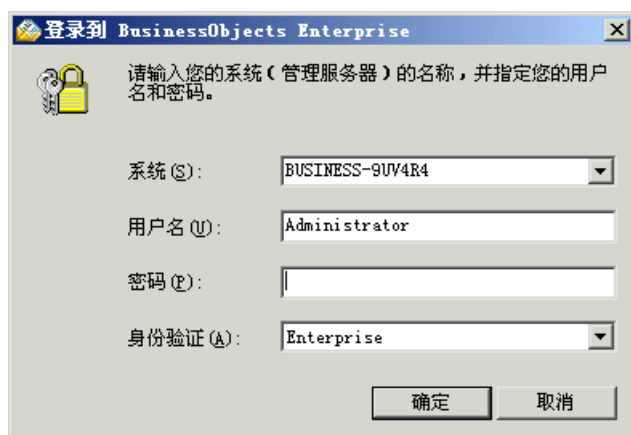 登录到 BusinessObjects Enterprise
请输入您的系统(管理服务器)的名称,并指定您的用户
名和密码。
系统(S): BUSINESS-9UV4R4
用户名(U): Administrator
密码(P):
身份验证(A): Enterprise
确定 取消